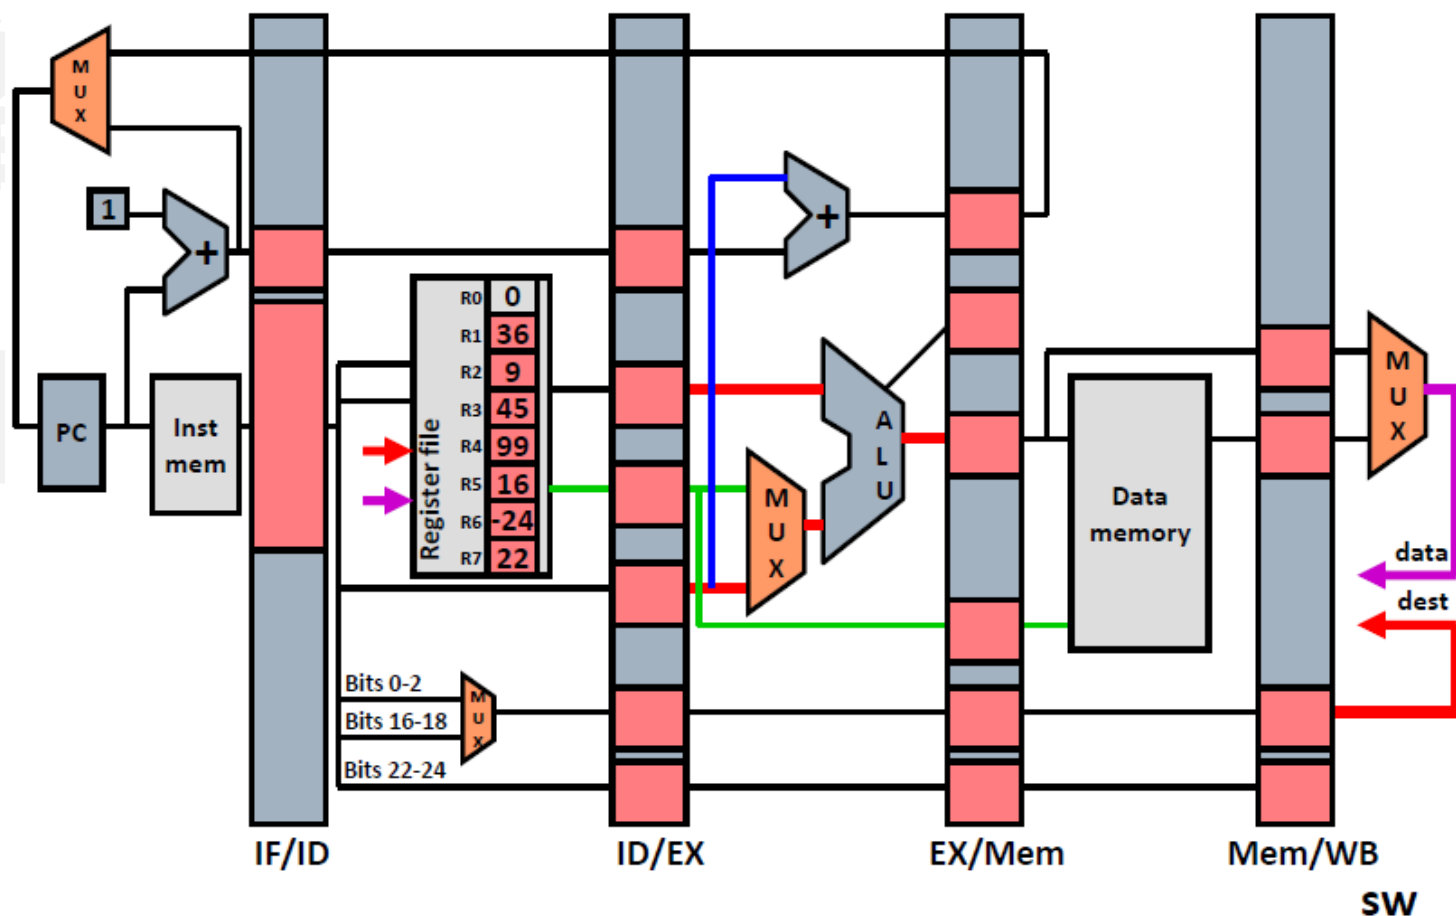 M
U
X
1
+
PC
Inst
mem
Register file
R0 0
R1 36
R2 9
R3 45
R4 99
R5 16
R6 -24
R7 22
Bits 0-2
Bits 16-18
Bits 22-24
M
U
X
+
M
U
X
A
L
U
Data
memory
M
U
X
data
dest
IF/ID
ID/EX
EX/Mem
Mem/WB
SW